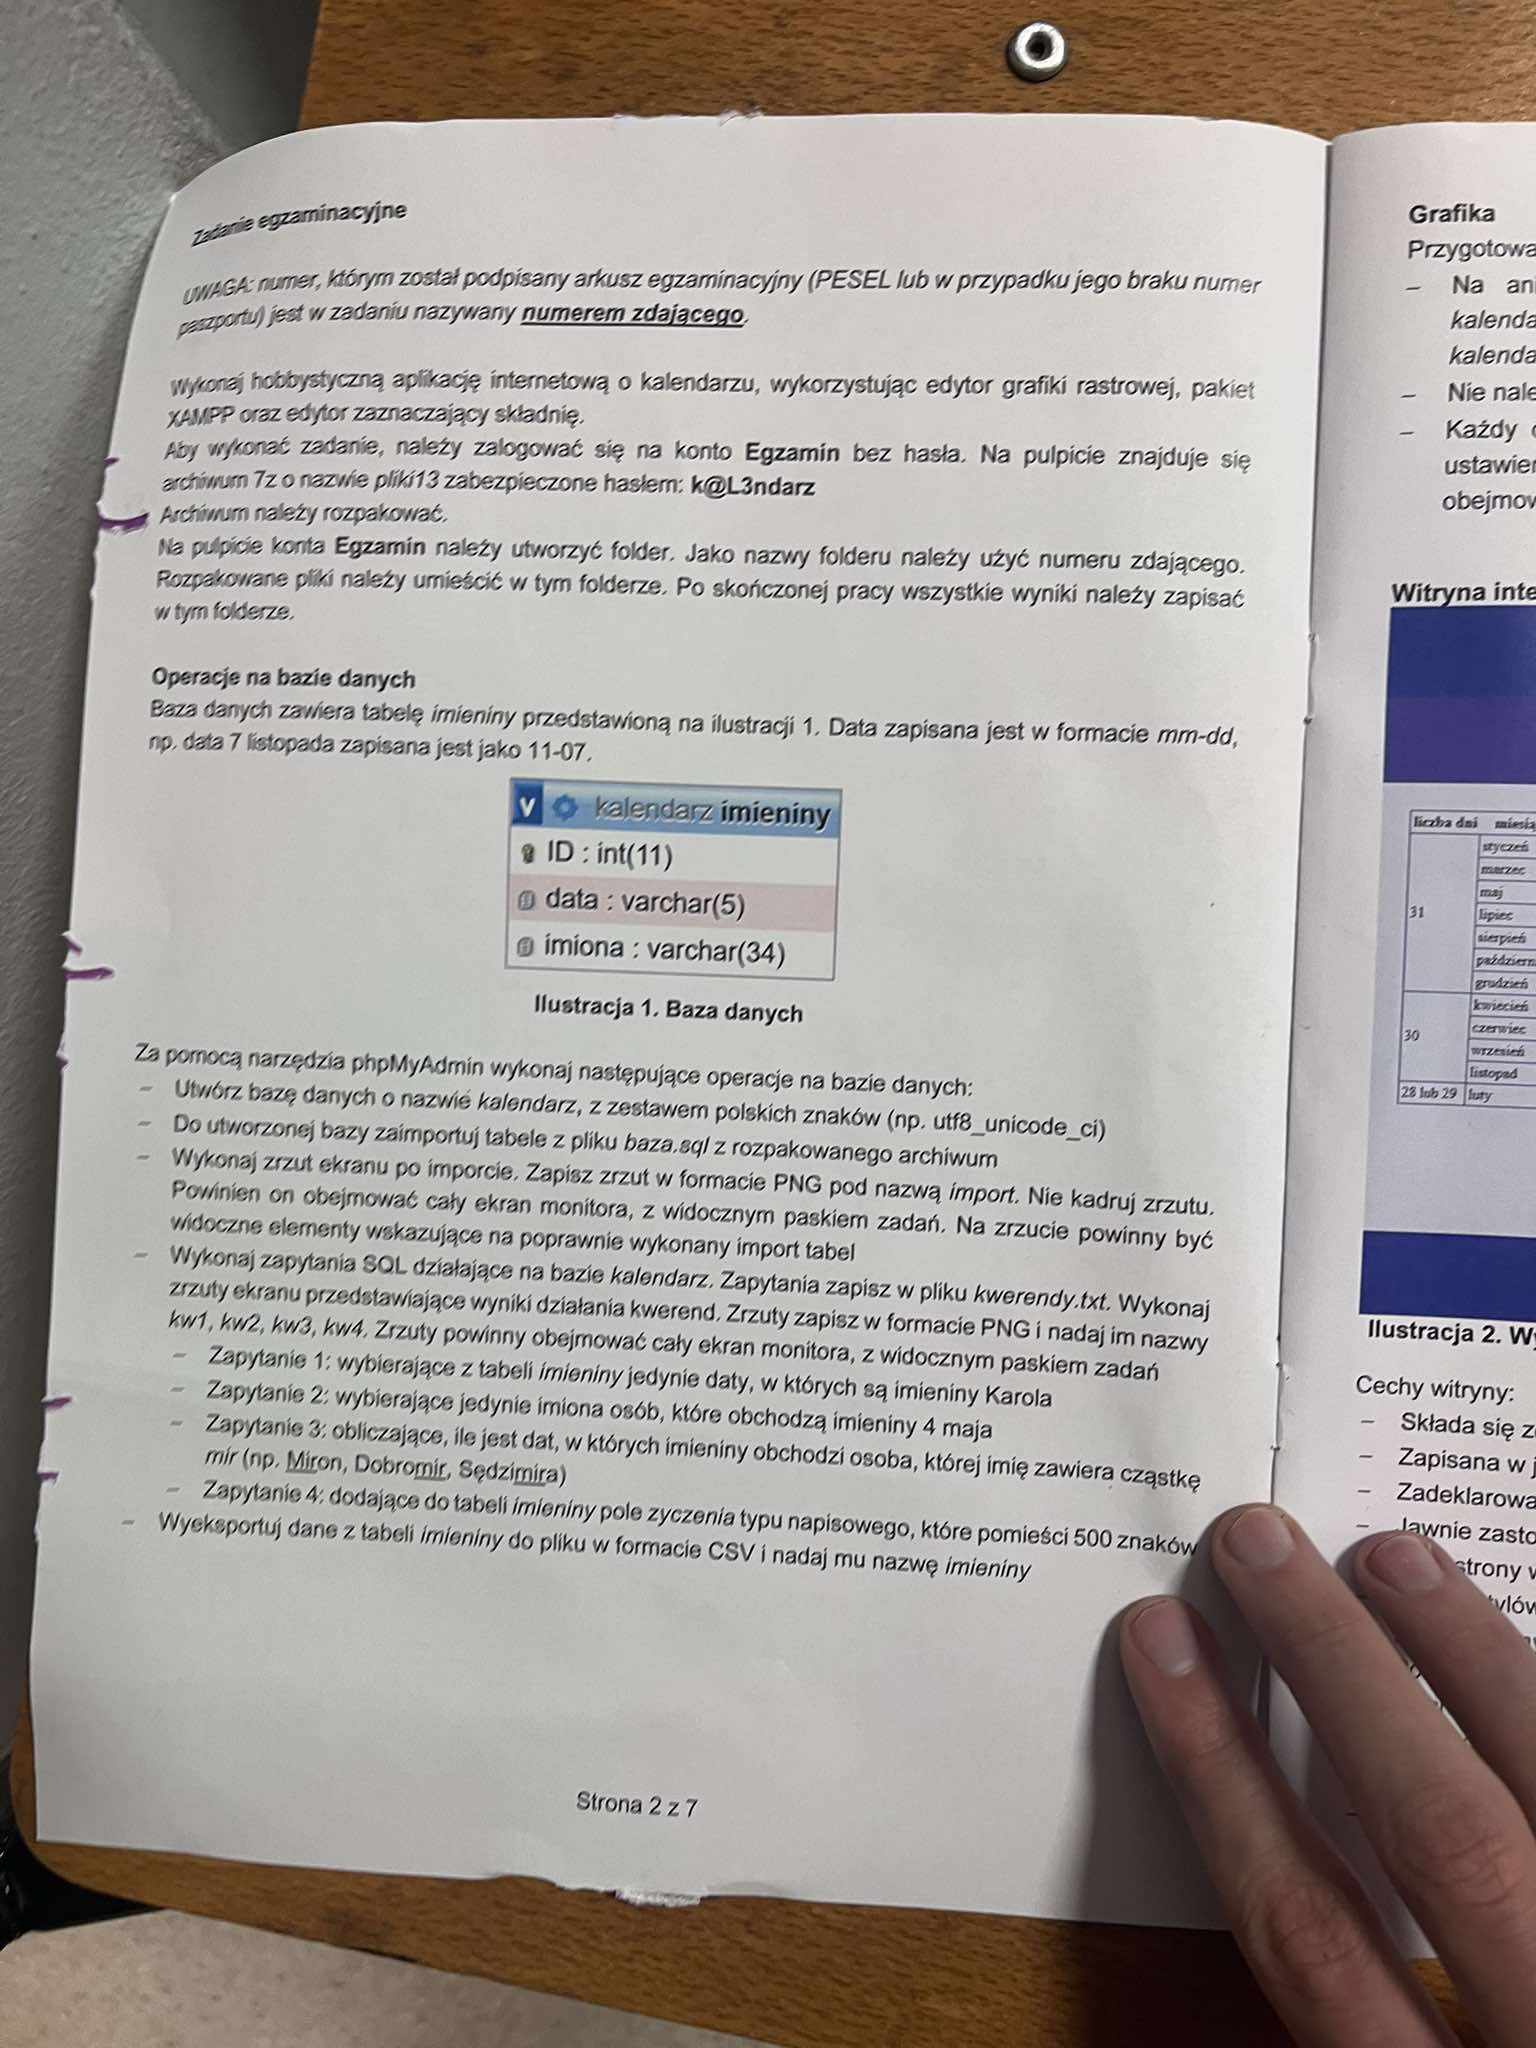 Zadanie egzaminacyjne
UWAGA: numer, którym został podpisany arkusz egzaminacyjny (PESEL lub w przypadku jego braku numer
paszportu) jest w zadaniu nazywany numerem zdającego.
Wykonaj hobbystyczną aplikację internetową o kalendarzu, wykorzystując edytor grafiki rastrowej, pakiet
XAMPP oraz edytor zaznaczający składnię.
Aby wykonać zadanie, należy zalogować się na konto Egzamin bez hasła. Na pulpicie znajduje się
archiwum 7z o nazwie pliki13 zabezpieczone hasłem: k@L3ndarz
Archiwum należy rozpakować.
Na pulpicie konta Egzamin należy utworzyć folder. Jako nazwy folderu należy użyć numeru zdającego.
Rozpakowane pliki należy umieścić w tym folderze. Po skończonej pracy wszystkie wyniki należy zapisać
w tym folderze.
Operacje na bazie danych
Baza danych zawiera tabelę imieniny przedstawioną na ilustracji 1. Data zapisana jest w formacie mm-dd,
np. data 7 listopada zapisana jest jako 11-07.
v kalendarz imieniny
ID : int(11)
data : varchar(5)
imiona : varchar(34)
Ilustracja 1. Baza danych
Za pomocą narzędzia phpMyAdmin wykonaj następujące operacje na bazie danych:
– Utwórz bazę danych o nazwie kalendarz, z zestawem polskich znaków (np. utf8_unicode_ci)
– Do utworzonej bazy zaimportuj tabele z pliku baza.sql z rozpakowanego archiwum
– Wykonaj zrzut ekranu po imporcie. Zapisz zrzut w formacie PNG pod nazwą import. Nie kadruj zrzutu.
Powinien on obejmować cały ekran monitora, z widocznym paskiem zadań. Na zrzucie powinny być
widoczne elementy wskazujące na poprawnie wykonany import tabel
– Wykonaj zapytania SQL działające na bazie kalendarz. Zapytania zapisz w pliku kwerendy.txt. Wykonaj
zrzuty ekranu przedstawiające wyniki działania kwerend. Zrzuty zapisz w formacie PNG i nadaj im nazwy
kw1, kw2, kw3, kw4. Zrzuty powinny obejmować cały ekran monitora, z widocznym paskiem zadań
– Zapytanie 1: wybierające z tabeli imieniny jedynie daty, w których są imieniny Karola
– Zapytanie 2: wybierające jedynie imiona osób, które obchodzą imieniny 4 maja
– Zapytanie 3: obliczające, ile jest dat, w których imieniny obchodzi osoba, której imię zawiera cząstkę
mir (np. Miron, Dobromir, Sędzimira)
– Zapytanie 4: dodające do tabeli imieniny pole zyczenia typu napisowego, które pomieści 500 znaków
– Wyeksportuj dane z tabeli imieniny do pliku w formacie CSV i nadaj mu nazwę imieniny
Strona 2 z 7
Grafika
– Na
– Nie
– Każdy
Witryna
liczba dni
31
styczeń
marzec
maj
lipiec
sierpień
grudzień
30
kwiecień
czerwiec
wrzesień
listopad
28 lub 29 luty
Ilustracja 2.
Cechy witryny:
– Składa się
– Zapisana w
–
– Jawnie
strony